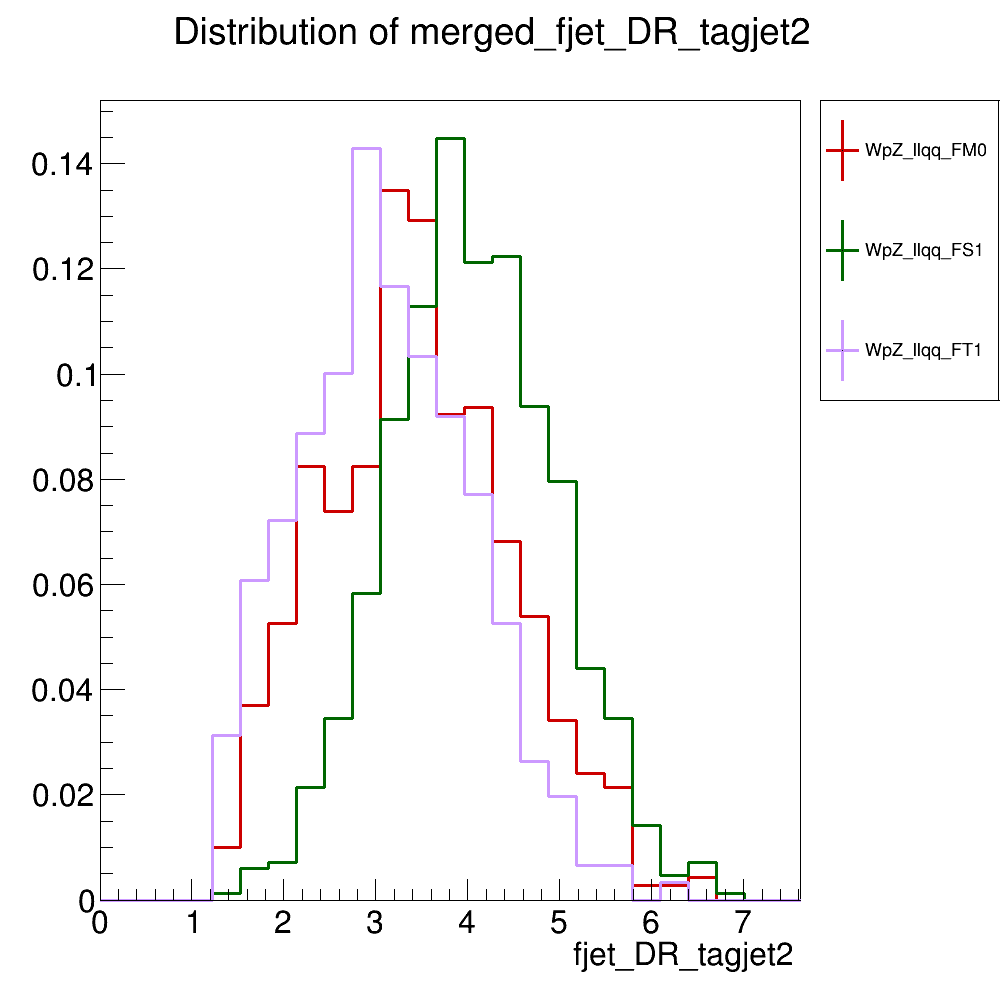 Distribution of merged_fjet_DR_tagjet2
0.14
0.12
0.1
0.08
0.06
0.04
0.02
0
0 1 2 3 4 5 6 7
fjet_DR_tagjet2
WpZ_llqq_FM0
WpZ_llqq_FS1
WpZ_llqq_FT1